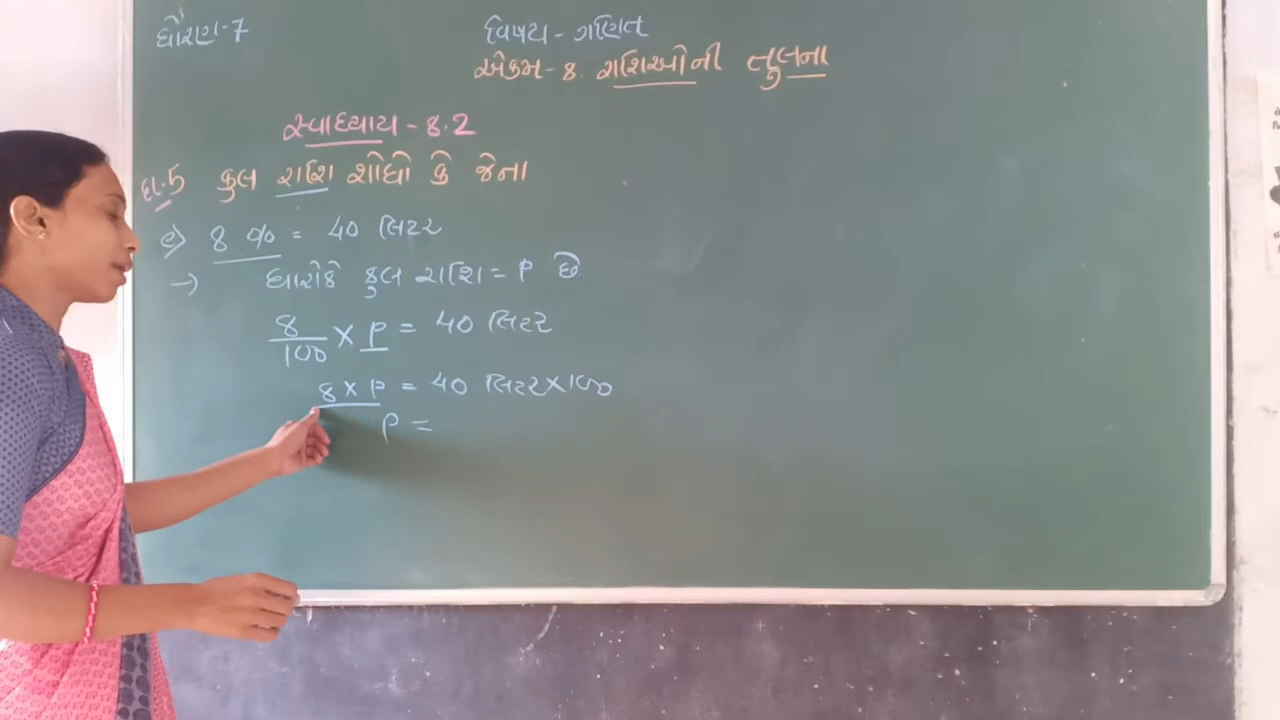 ધોરણ-7
વિષય - ગણિત
એકમ - 8. રાશિઓની તુલના
સ્વાધ્યાય - 8.2
દા.5 કુલ રાશિ શોધો કે જેના
e) 8 % = 40 લિટર
→ ધારોકે કુલ રાશિ = P છે
8/100 × P = 40 લિટર
8 × P = 40 લિટર × 100
P =